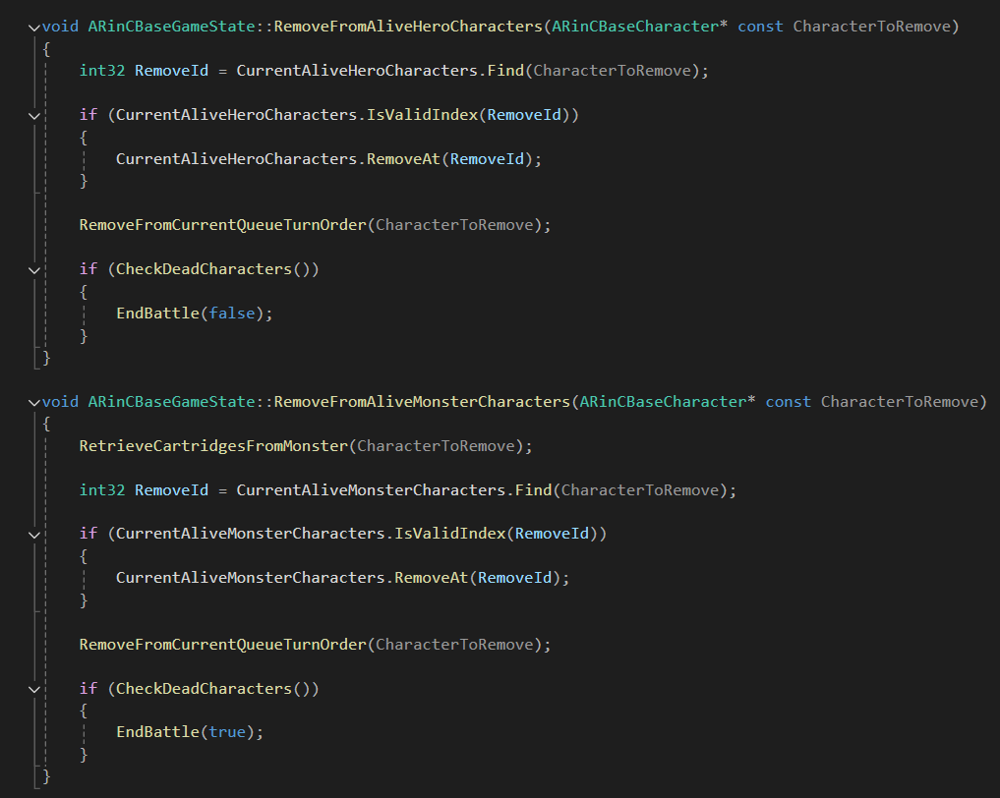 void ARinCBaseGameState::RemoveFromAliveHeroCharacters(ARinCBaseCharacter* const CharacterToRemove)
{
int32 RemoveId = CurrentAliveHeroCharacters.Find(CharacterToRemove);
if (CurrentAliveHeroCharacters.IsValidIndex(RemoveId))
{
CurrentAliveHeroCharacters.RemoveAt(RemoveId);
}
RemoveFromCurrentQueueTurnOrder(CharacterToRemove);
if (CheckDeadCharacters())
{
EndBattle(false);
}
}
void ARinCBaseGameState::RemoveFromAliveMonsterCharacters(ARinCBaseCharacter* const CharacterToRemove)
{
RetrieveCartridgesFromMonster(CharacterToRemove);
int32 RemoveId = CurrentAliveMonsterCharacters.Find(CharacterToRemove);
if (CurrentAliveMonsterCharacters.IsValidIndex(RemoveId))
{
CurrentAliveMonsterCharacters.RemoveAt(RemoveId);
}
RemoveFromCurrentQueueTurnOrder(CharacterToRemove);
if (CheckDeadCharacters())
{
EndBattle(true);
}
}